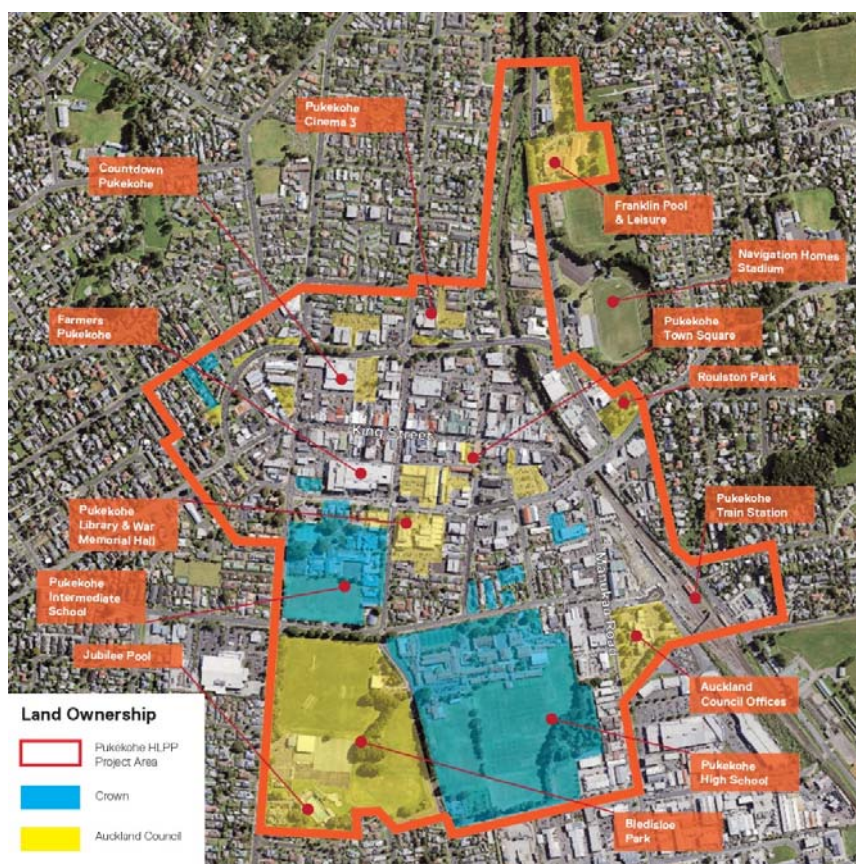 Pukekohe
Cinema 3
Countdown
Pukekohe
Franklin Pool
& Leisure
Navigation Homes
Stadium
Farmers
Pukekohe
Pukekohe
Town Square
Roulston Park
King Street
Pukekohe
Library & War
Memorial Hall
Pukekohe
Train Station
Pukekohe
Intermediate
School
Manukau Road
Jubilee Pool
Auckland
Council Offices
Pukekohe
High School
Bledisloe
Park
Land Ownership
Pukekohe HLPP
Project Area
Crown
Auckland Council